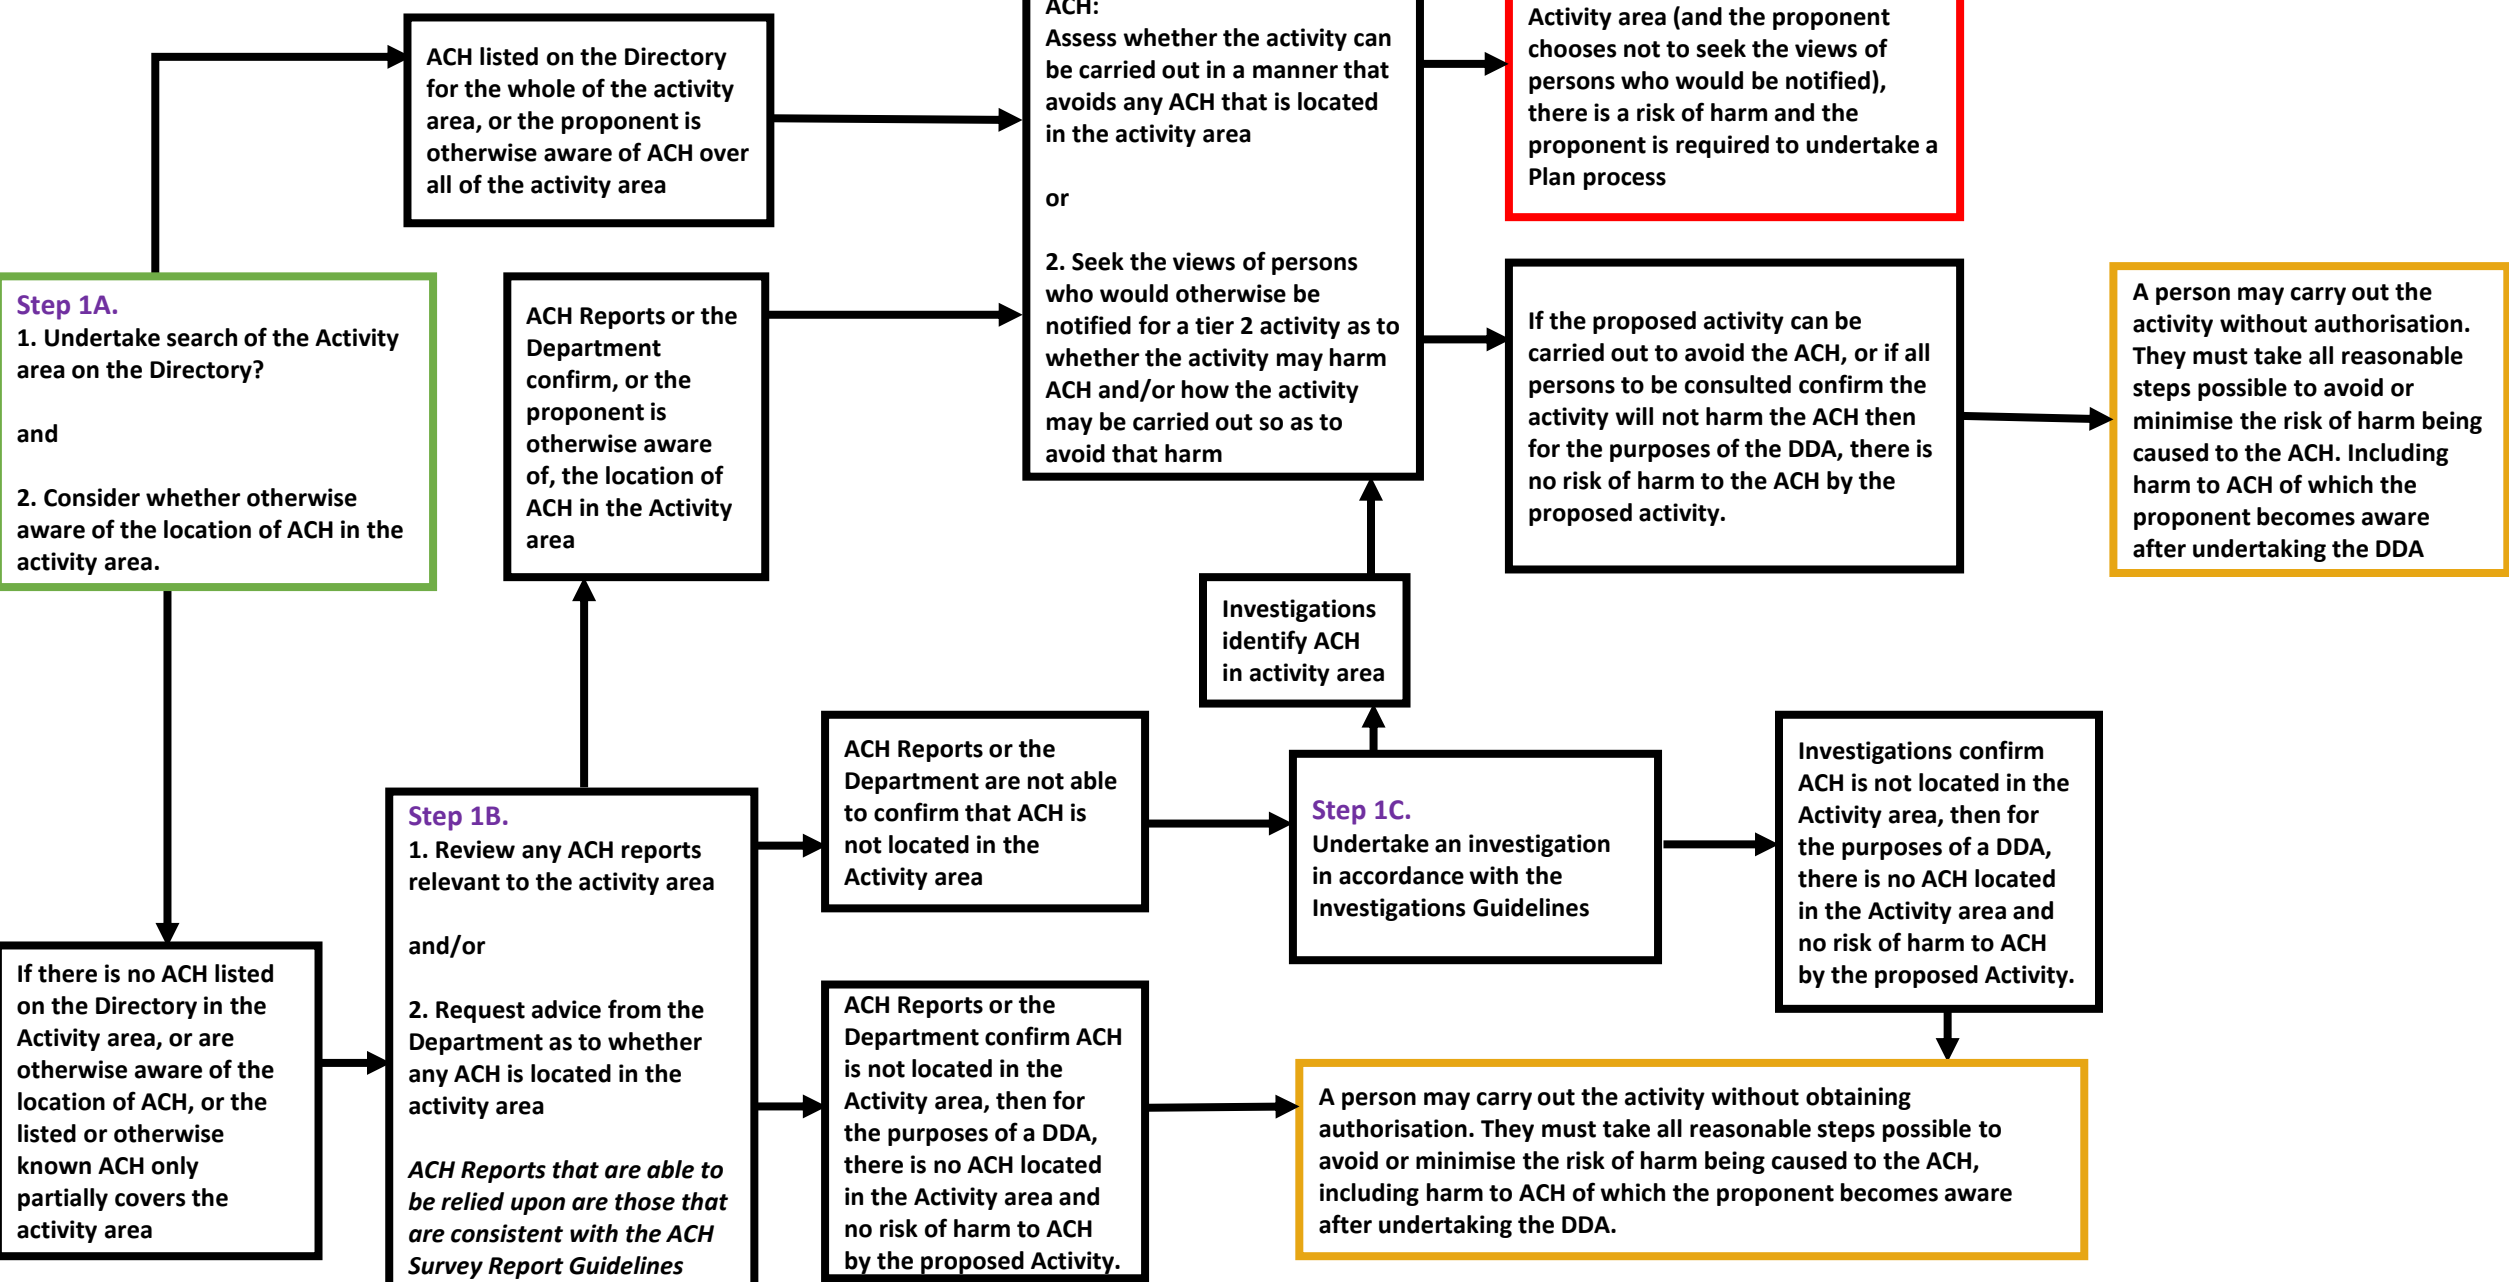 ACH listed on the Directory
for the whole of the activity
area, or the proponent is
otherwise aware of ACH over
all of the activity area
ACH:
Assess whether the activity can
be carried out in a manner that
avoids any ACH that is located
in the activity area
or
2. Seek the views of persons
who would otherwise be
notified for a tier 2 activity as to
whether the activity may harm
ACH and/or how the activity
may be carried out so as to
avoid that harm
Activity area (and the proponent
chooses not to seek the views of
persons who would be notified),
there is a risk of harm and the
proponent is required to undertake a
Plan process
Step 1A.
1. Undertake search of the Activity
area on the Directory?
and
2. Consider whether otherwise
aware of the location of ACH in the
activity area.
ACH Reports or the
Department
confirm, or the
proponent is
otherwise aware
of, the location of
ACH in the Activity
area
If the proposed activity can be
carried out to avoid the ACH, or if all
persons to be consulted confirm the
activity will not harm the ACH then
for the purposes of the DDA, there is
no risk of harm to the ACH by the
proposed activity.
A person may carry out the
activity without authorisation.
They must take all reasonable
steps possible to avoid or
minimise the risk of harm being
caused to the ACH. Including
harm to ACH of which the
proponent becomes aware
after undertaking the DDA
Investigations
identify ACH
in activity area
ACH Reports or the
Department are not able
to confirm that ACH is
not located in the
Activity area
Step 1C.
Undertake an investigation
in accordance with the
Investigations Guidelines
Investigations confirm
ACH is not located in the
Activity area, then for
the purposes of a DDA,
there is no ACH located
in the Activity area and
no risk of harm to ACH
by the proposed Activity.
If there is no ACH listed
on the Directory in the
Activity area, or are
otherwise aware of the
location of ACH, or the
listed or otherwise
known ACH only
partially covers the
activity area
Step 1B.
1. Review any ACH reports
relevant to the activity area
and/or
2. Request advice from the
Department as to whether
any ACH is located in the
activity area
ACH Reports that are able to
be relied upon are those that
are consistent with the ACH
Survey Report Guidelines
ACH Reports or the
Department confirm ACH
is not located in the
Activity area, then for
the purposes of a DDA,
there is no ACH located
in the Activity area and
no risk of harm to ACH
by the proposed Activity.
A person may carry out the activity without obtaining
authorisation. They must take all reasonable steps possible to
avoid or minimise the risk of harm being caused to the ACH,
including harm to ACH of which the proponent becomes aware
after undertaking the DDA.